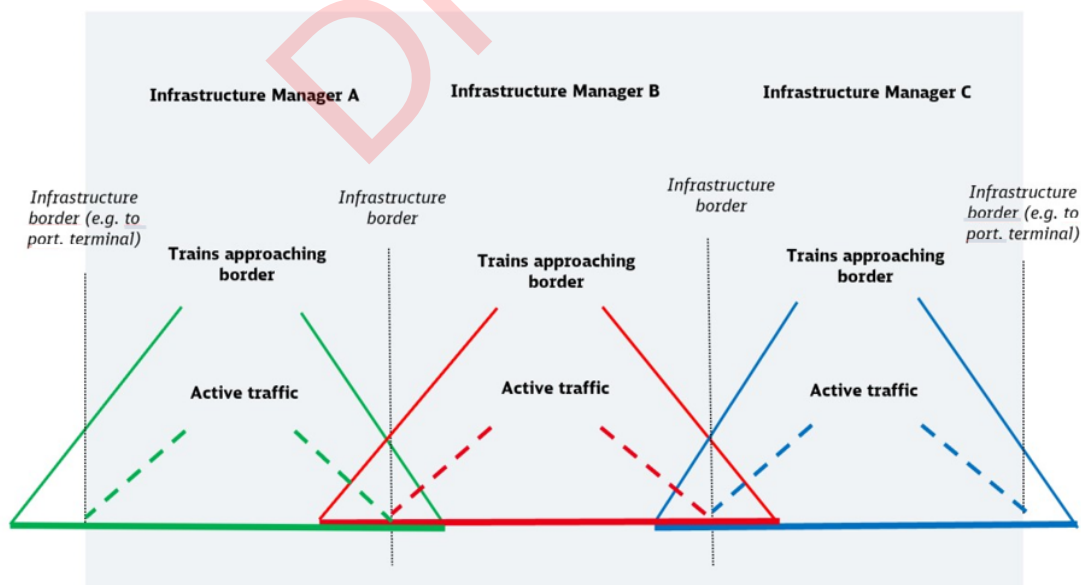 Infrastructure Manager A
Infrastructure Manager B
Infrastructure Manager C
Infrastructure
border (e.g. to
port. terminal)
Infrastructure
border
Infrastructure
border
Infrastructure
border (e.g. to
port. terminal)
Trains approaching
border
Trains approaching
border
Trains approaching
border
Active traffic
Active traffic
Active traffic